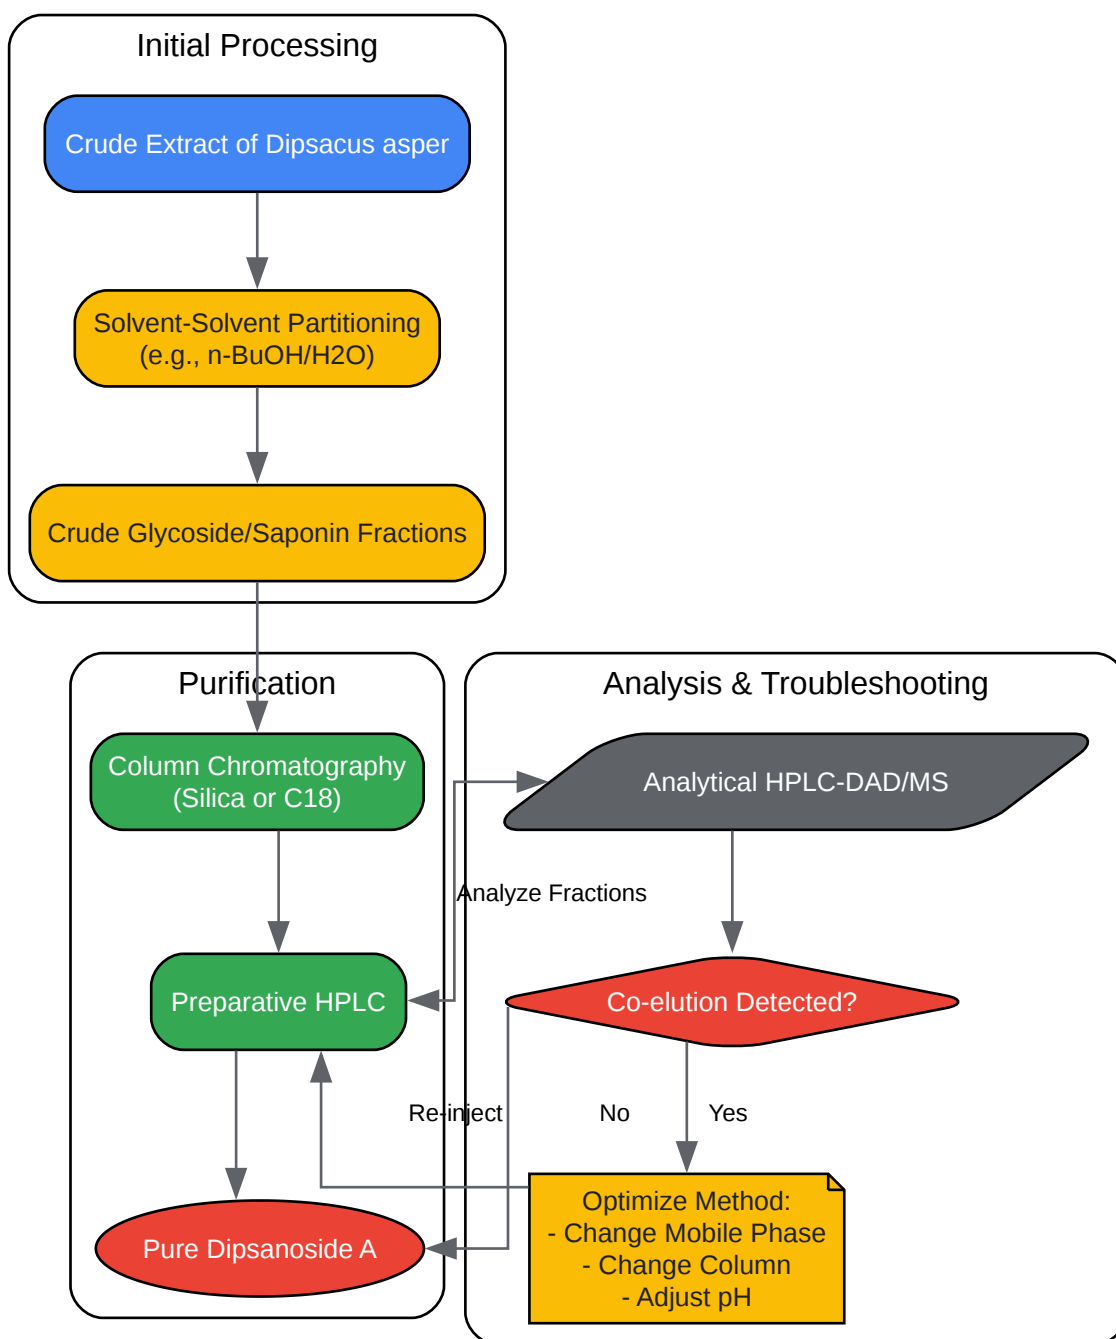 Initial Processing
Crude Extract of Dipsacus asper
Solvent-Solvent Partitioning
(e.g., n-BuOH/H2O)
Crude Glycoside/Saponin Fractions
Purification
Analysis & Troubleshooting
Column Chromatography
(Silica or C18)
Analytical HPLC-DAD/MS
Analyze Fractions
Preparative HPLC
Co-elution Detected?
Re-inject
No
Yes
Pure Dipsanoside A
Optimize Method:
- Change Mobile Phase
- Change Column
- Adjust pH